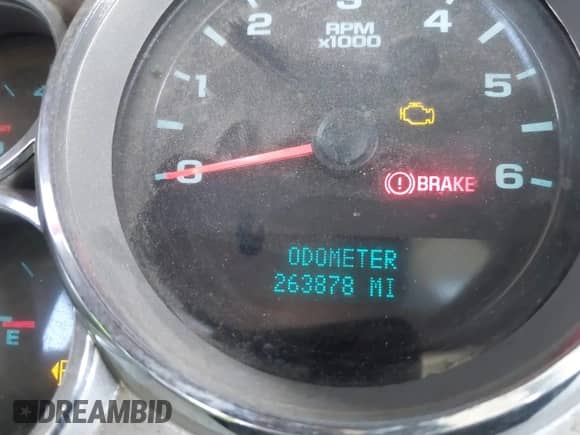 1 2 3 4 5 6
RPM
x1000
0
BRAKE
ODOMETER
263878 MI
E
DREAMBID